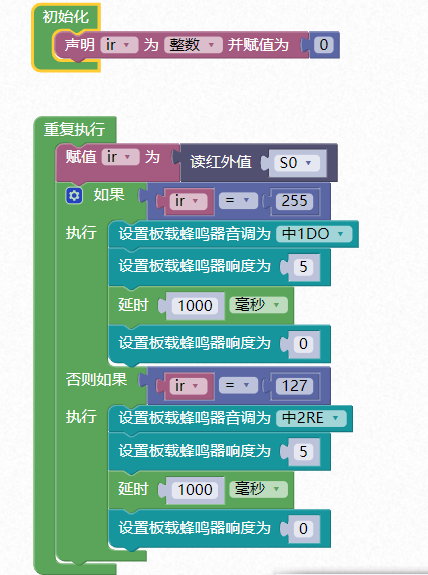 初始化
声明 ir 为 整数 并赋值为 0
重复执行
赋值 ir 为 读红外值 S0
如果 ir = 255
执行 设置板载蜂鸣器音调为 中1DO
设置板载蜂鸣器响度为 5
延时 1000 毫秒
设置板载蜂鸣器响度为 0
否则如果 ir = 127
执行 设置板载蜂鸣器音调为 中2RE
设置板载蜂鸣器响度为 5
延时 1000 毫秒
设置板载蜂鸣器响度为 0